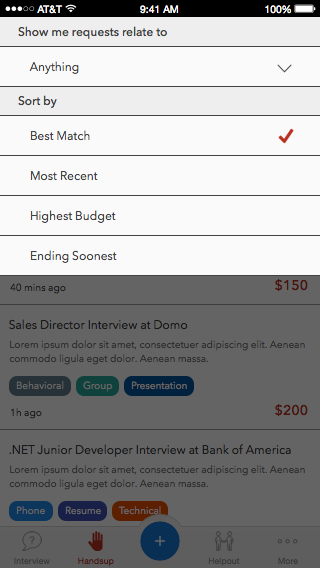 AT&T 9:41 AM 100%
Show me requests relate to
Anything
Sort by
Best Match
Most Recent
Highest Budget
Ending Soonest
40 mins ago $150
Sales Director Interview at Domo
Lorem ipsum dolor sit amet, consectetuer adipiscing elit. Aenean
commodo ligula eget dolor. Aenean massa.
Behavioral Group Presentation
1h ago $200
.NET Junior Developer Interview at Bank of America
Lorem ipsum dolor sit amet, consectetuer adipiscing elit. Aenean
commodo ligula eget dolor. Aenean massa.
Phone Resume Technical
Interview Handsup Helpout More